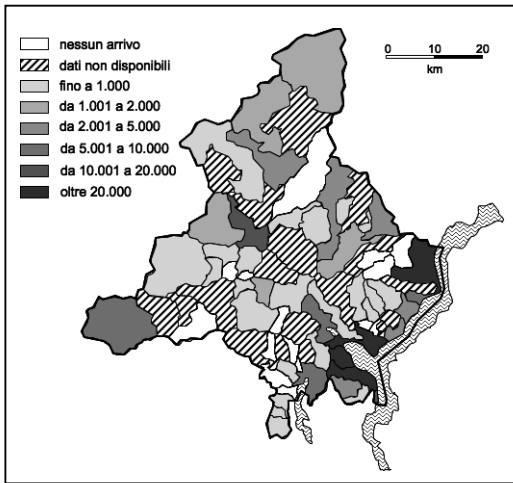 nessun arrivo
dati non disponibili
fino a 1.000
da 1.001 a 2.000
da 2.001 a 5.000
da 5.001 a 10.000
da 10.001 a 20.000
oltre 20.000
0 10 20
km